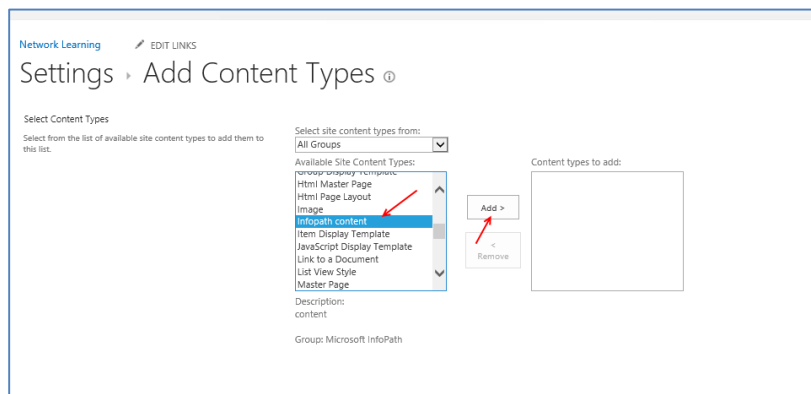 Network Learning EDIT LINKS
Settings › Add Content Types
Select Content Types
Select from the list of available site content types to add them to
this list.
Select site content types from:
All Groups
Available Site Content Types:
Group Display Template
Html Master Page
Html Page Layout
Image
Infopath content
Item Display Template
JavaScript Display Template
Link to a Document
List View Style
Master Page
Add >
<
Remove
Content types to add:
Description:
content
Group: Microsoft InfoPath